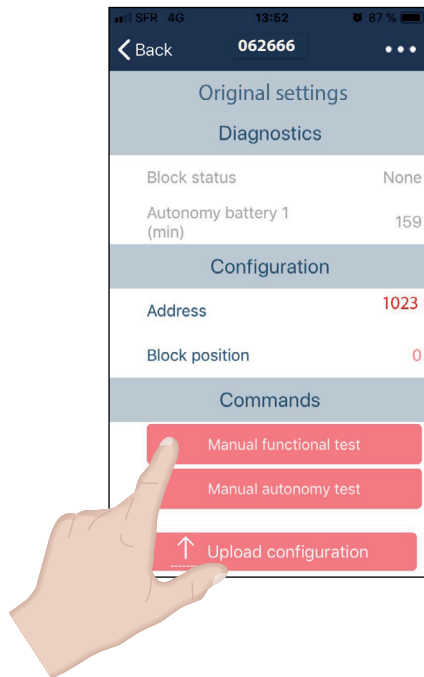 SFR 4G 13:52 87 %
Back 062666
Original settings
Diagnostics
Block status None
Autonomy battery 1
(min) 159
Configuration
Address 1023
Block position 0
Commands
Manual functional test
Manual autonomy test
Upload configuration